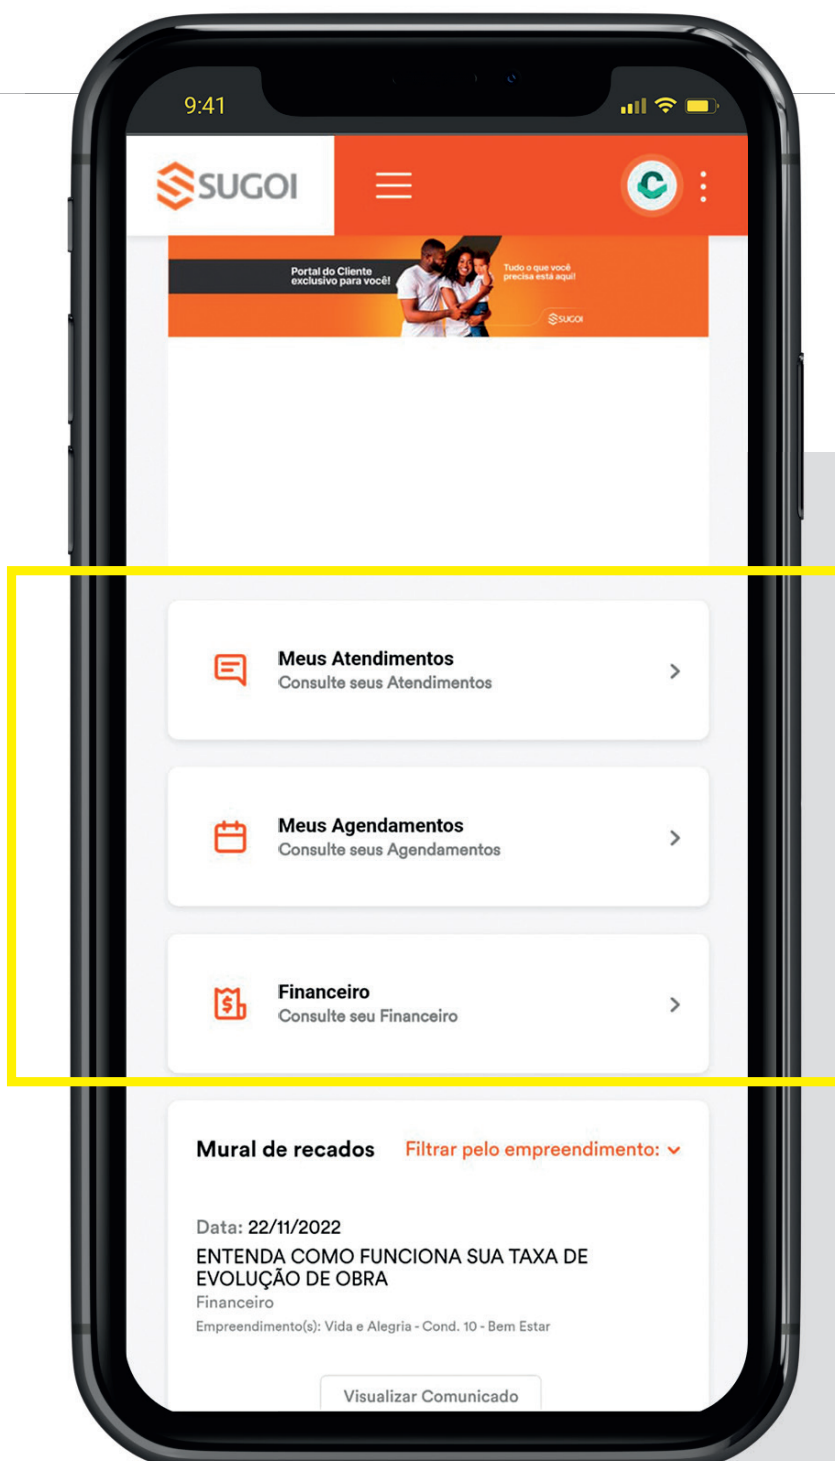 9:41
SUGOI
Portal do Cliente
exclusivo para você!
Tudo o que você
precisa está aqui!
SUGOI
Meus Atendimentos
Consulte seus Atendimentos
Meus Agendamentos
Consulte seus Agendamentos
Financeiro
Consulte seu Financeiro
Mural de recados Filtrar pelo empreendimento:
Data: 22/11/2022
ENTENDA COMO FUNCIONA SUA TAXA DE
EVOLUÇÃO DE OBRA
Financeiro
Empreendimento(s): Vida e Alegria - Cond. 10 - Bem Estar
Visualizar Comunicado